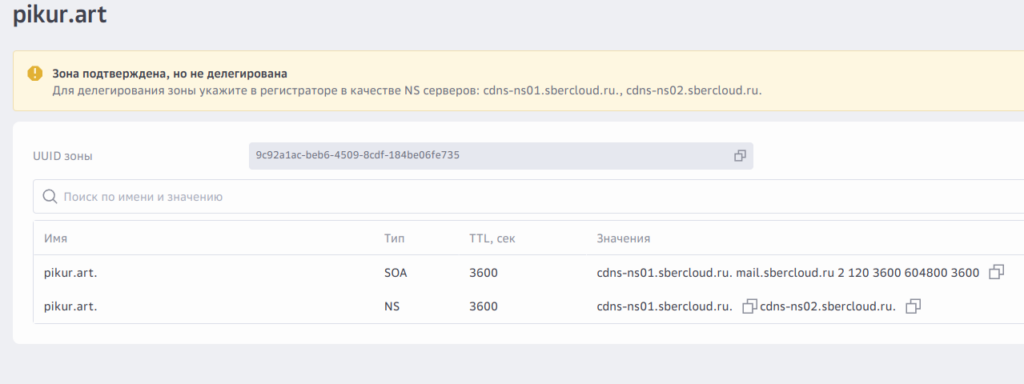 pikur.art
Зона подтверждена, но не делегирована
Для делегирования зоны укажите в регистраторе в качестве NS серверов: cdns-ns01.sbercloud.ru., cdns-ns02.sbercloud.ru.
UUID зоны 9c92a1ac-beb6-4509-8cdf-184be06fe735
Поиск по имени и значению
Имя Тип TTL, сек Значения
pikur.art. SOA 3600 cdns-ns01.sbercloud.ru. mail.sbercloud.ru 2 120 3600 604800 3600
pikur.art. NS 3600 cdns-ns01.sbercloud.ru. cdns-ns02.sbercloud.ru.